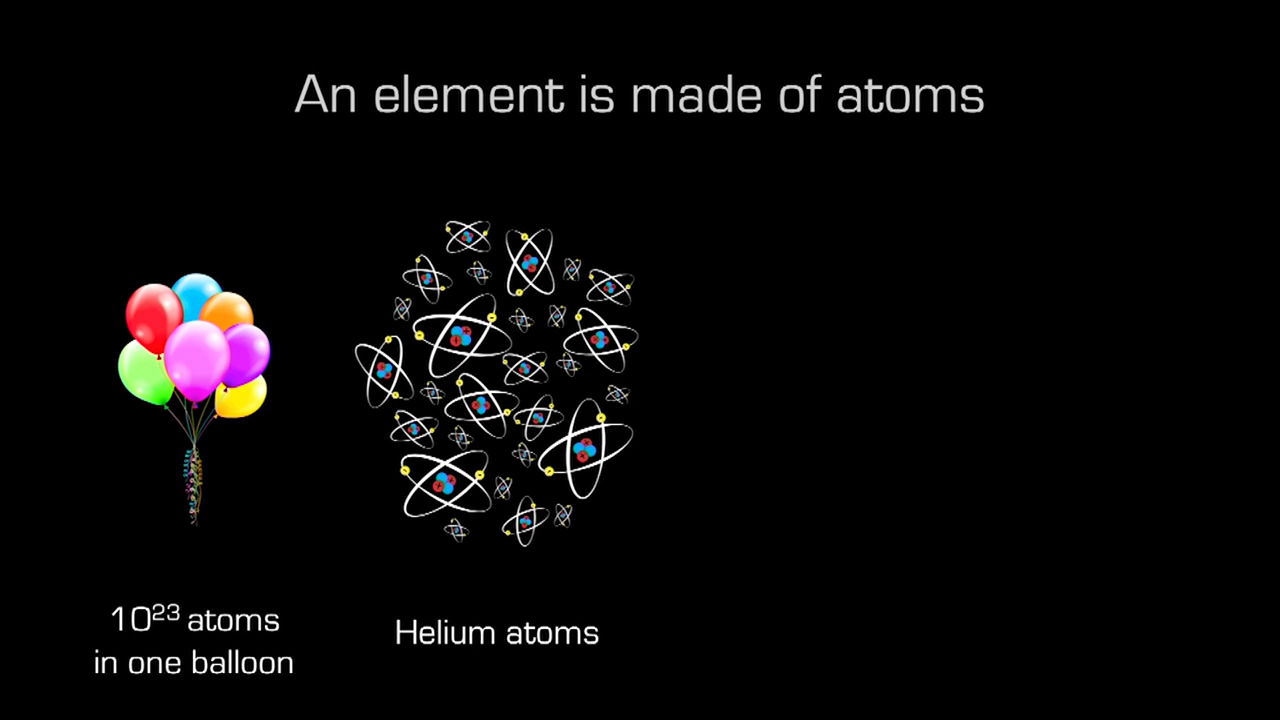 An element is made of atoms
10²³ atoms
in one balloon
Helium atoms